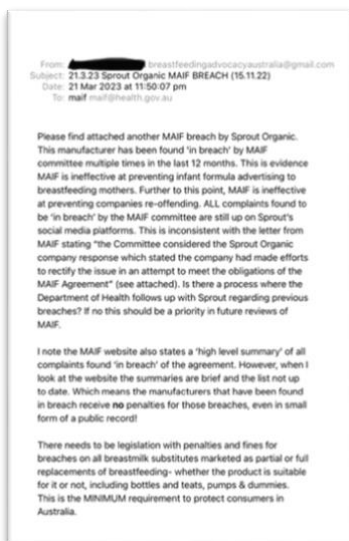 From: breastfeedingadvocacyaustralia@gmail.com
Subject: 21.3.23 Sprout Organic MAIF BREACH (15.11.22)
Date: 21 Mar 2023 at 11:50:07 pm
To: maif maif@health.gov.au
Please find attached another MAIF breach by Sprout Organic.
This manufacturer has been found 'in breach' by MAIF
committee multiple times in the last 12 months. This is evidence
MAIF is ineffective at preventing infant formula advertising to
breastfeeding mothers. Further to this point, MAIF is ineffective
at preventing companies re-offending. ALL complaints found to
be 'in breach' by the MAIF committee are still up on Sprout's
social media platforms. This is inconsistent with the letter from
MAIF stating "the Committee considered the Sprout Organic
company response which stated the company had made efforts
to rectify the issue in an attempt to meet the obligations of the
MAIF Agreement" (see attached). Is there a process where the
Department of Health follows up with Sprout regarding previous
breaches? If no this should be a priority in future reviews of
MAIF.
I note the MAIF website also states a 'high level summary' of all
complaints found 'in breach' of the agreement. However, when I
look at the website the summaries are brief and the list not up
to date. Which means the manufacturers that have been found
in breach receive no penalties for those breaches, even in small
form of a public record!
There needs to be legislation with penalties and fines for
breaches on all breastmilk substitutes marketed as partial or full
replacements of breastfeeding- whether the product is suitable
for it or not, including bottles and teats, pumps & dummies.
This is the MINIMUM requirement to protect consumers in
Australia.